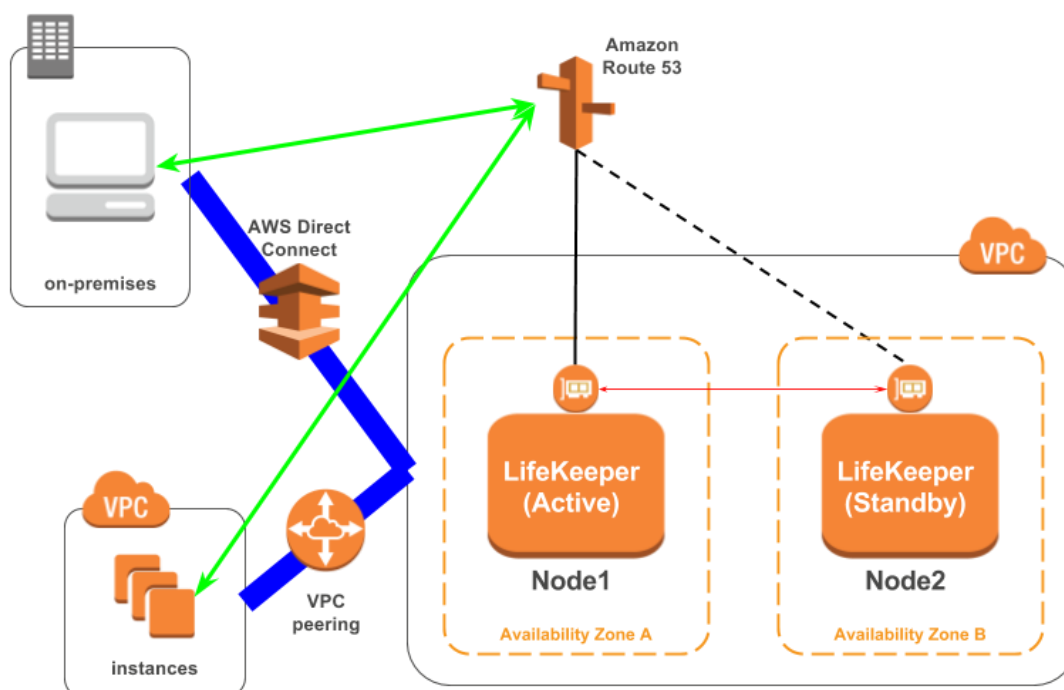 Amazon
Route 53
on-premises
AWS Direct
Connect
VPC
LifeKeeper
(Active)
Node1
Availability Zone A
LifeKeeper
(Standby)
Node2
Availability Zone B
VPC
instances
VPC
peering